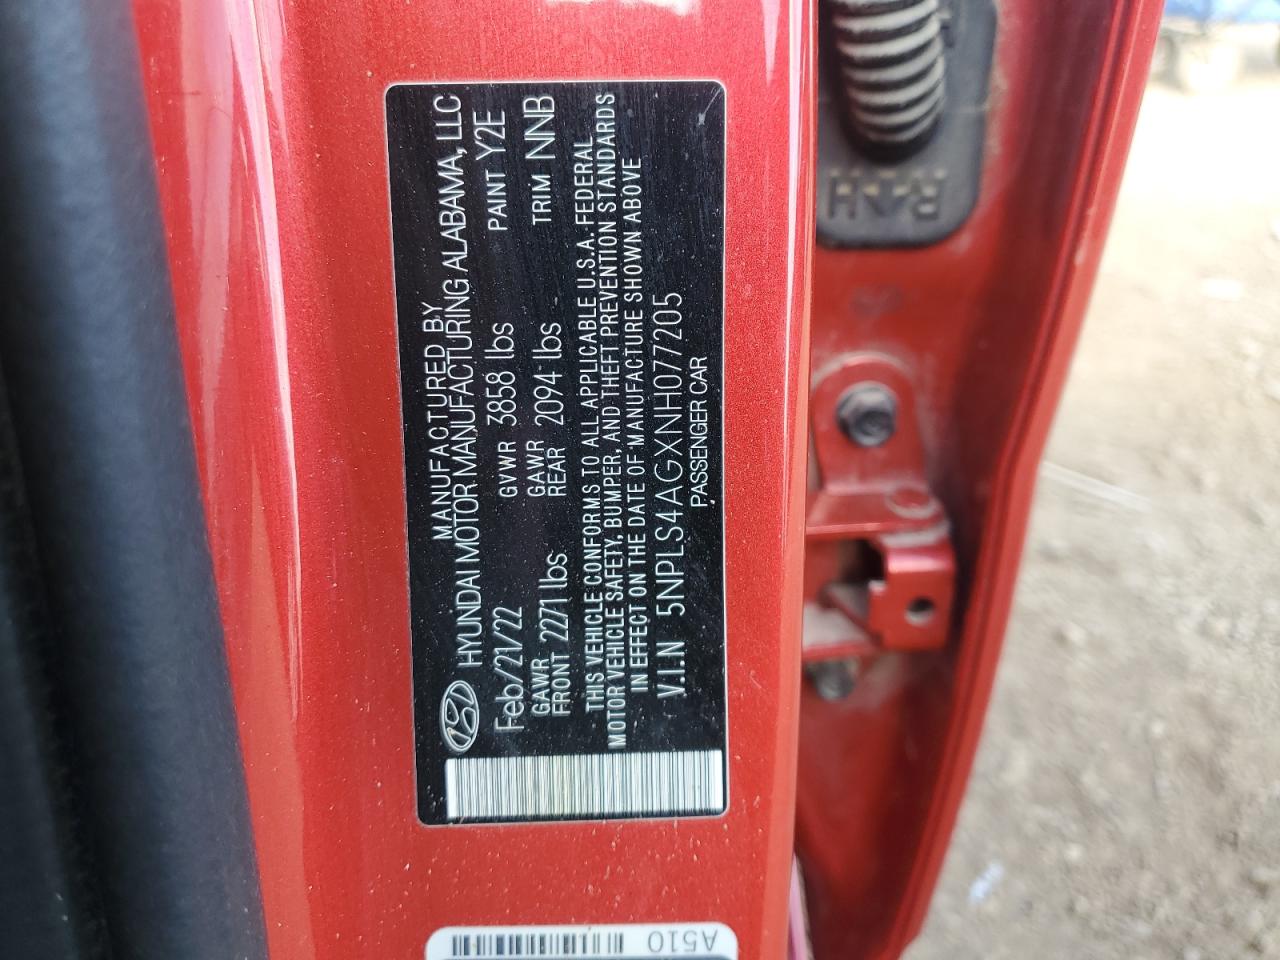 MANUFACTURED BY
HYUNDAI MOTOR MANUFACTURING ALABAMA, LLC
Feb/21/22 GVWR 3858 lbs PAINT Y2E
GAWR FRONT 2271 lbs GAWR REAR 2094 lbs TRIM NNB
THIS VEHICLE CONFORMS TO ALL APPLICABLE U.S.A. FEDERAL
MOTOR VEHICLE SAFETY, BUMPER, AND THEFT PREVENTION STANDARDS
IN EFFECT ON THE DATE OF MANUFACTURE SHOWN ABOVE
V.I.N 5NPLS4AGXNH077205
PASSENGER CAR
A510